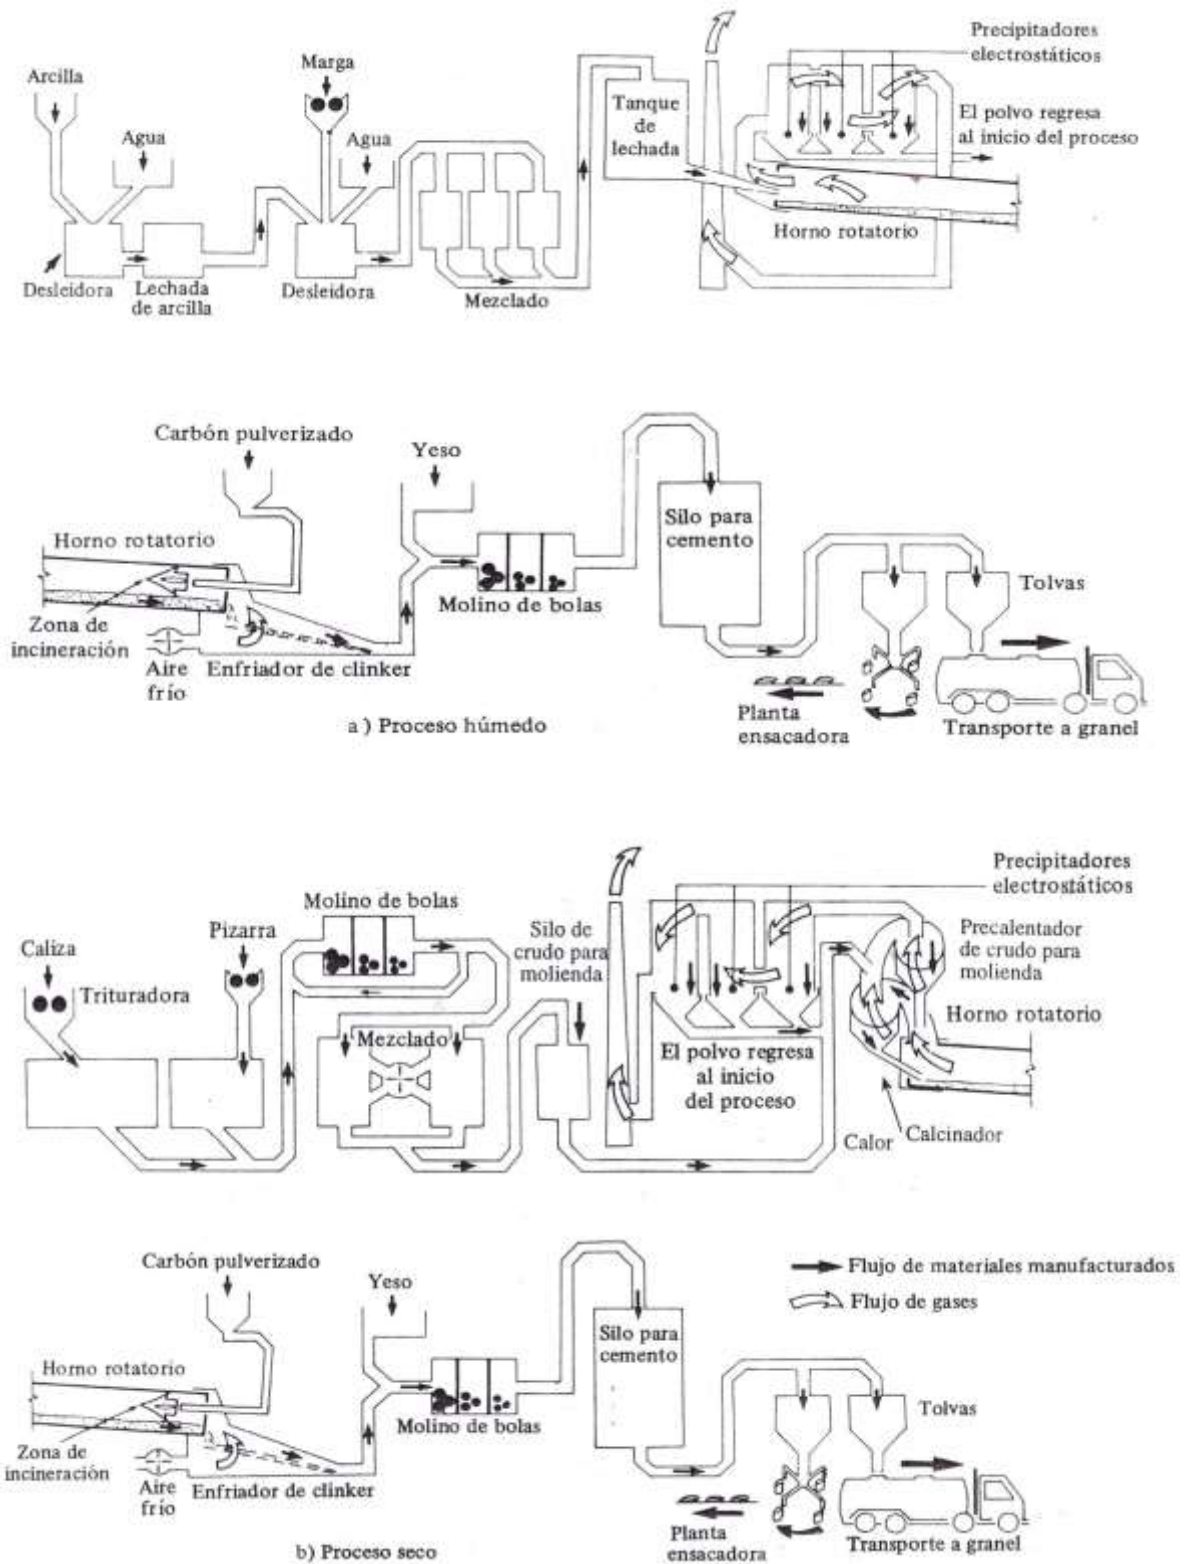 Precipitadores
electrostáticos
Arcilla
Marga
Agua
Agua
Tanque
de
lechada
El polvo regresa
al inicio del proceso
Horno rotatorio
Desleidora
Lechada
de arcilla
Desleidora
Mezclado
Carbón pulverizado
Yeso
Horno rotatorio
Silo para
cemento
Molino de bolas
Tolvas
Zona de
incineración
Aire
frío
Enfriador de clinker
Planta
ensacadora
Transporte a granel
a) Proceso húmedo
Precipitadores
electrostáticos
Molino de bolas
Caliza
Pizarra
Trituradora
Silo de
crudo para
molienda
Precalentador
de crudo para
molienda
Mezclado
Horno rotatorio
El polvo regresa
al inicio
del proceso
Calor
Calcinador
Carbón pulverizado
Yeso
Flujo de materiales manufacturados
Flujo de gases
Horno rotatorio
Silo para
cemento
Molino de bolas
Tolvas
Zona de
incineración
Aire
frío
Enfriador de clinker
Planta
ensacadora
Transporte a granel
b) Proceso seco